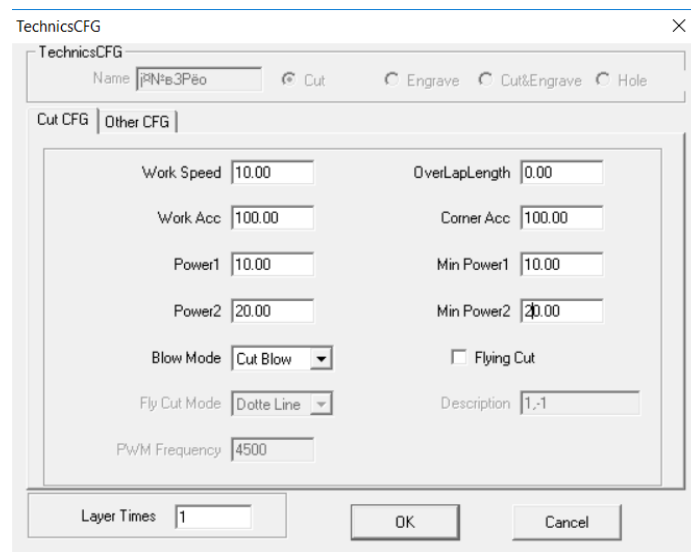 TechnicsCFG
TechnicsCFG
Name Cut Engrave Cut&Engrave Hole
Cut CFG Other CFG
Work Speed 10.00 OverLapLength 0.00
Work Acc 100.00 Corner Acc 100.00
Power1 10.00 Min Power1 10.00
Power2 20.00 Min Power2 20.00
Blow Mode Cut Blow Flying Cut
Fly Cut Mode Dotte Line Description 1,-1
PWM Frequency 4500
Layer Times 1 OK Cancel